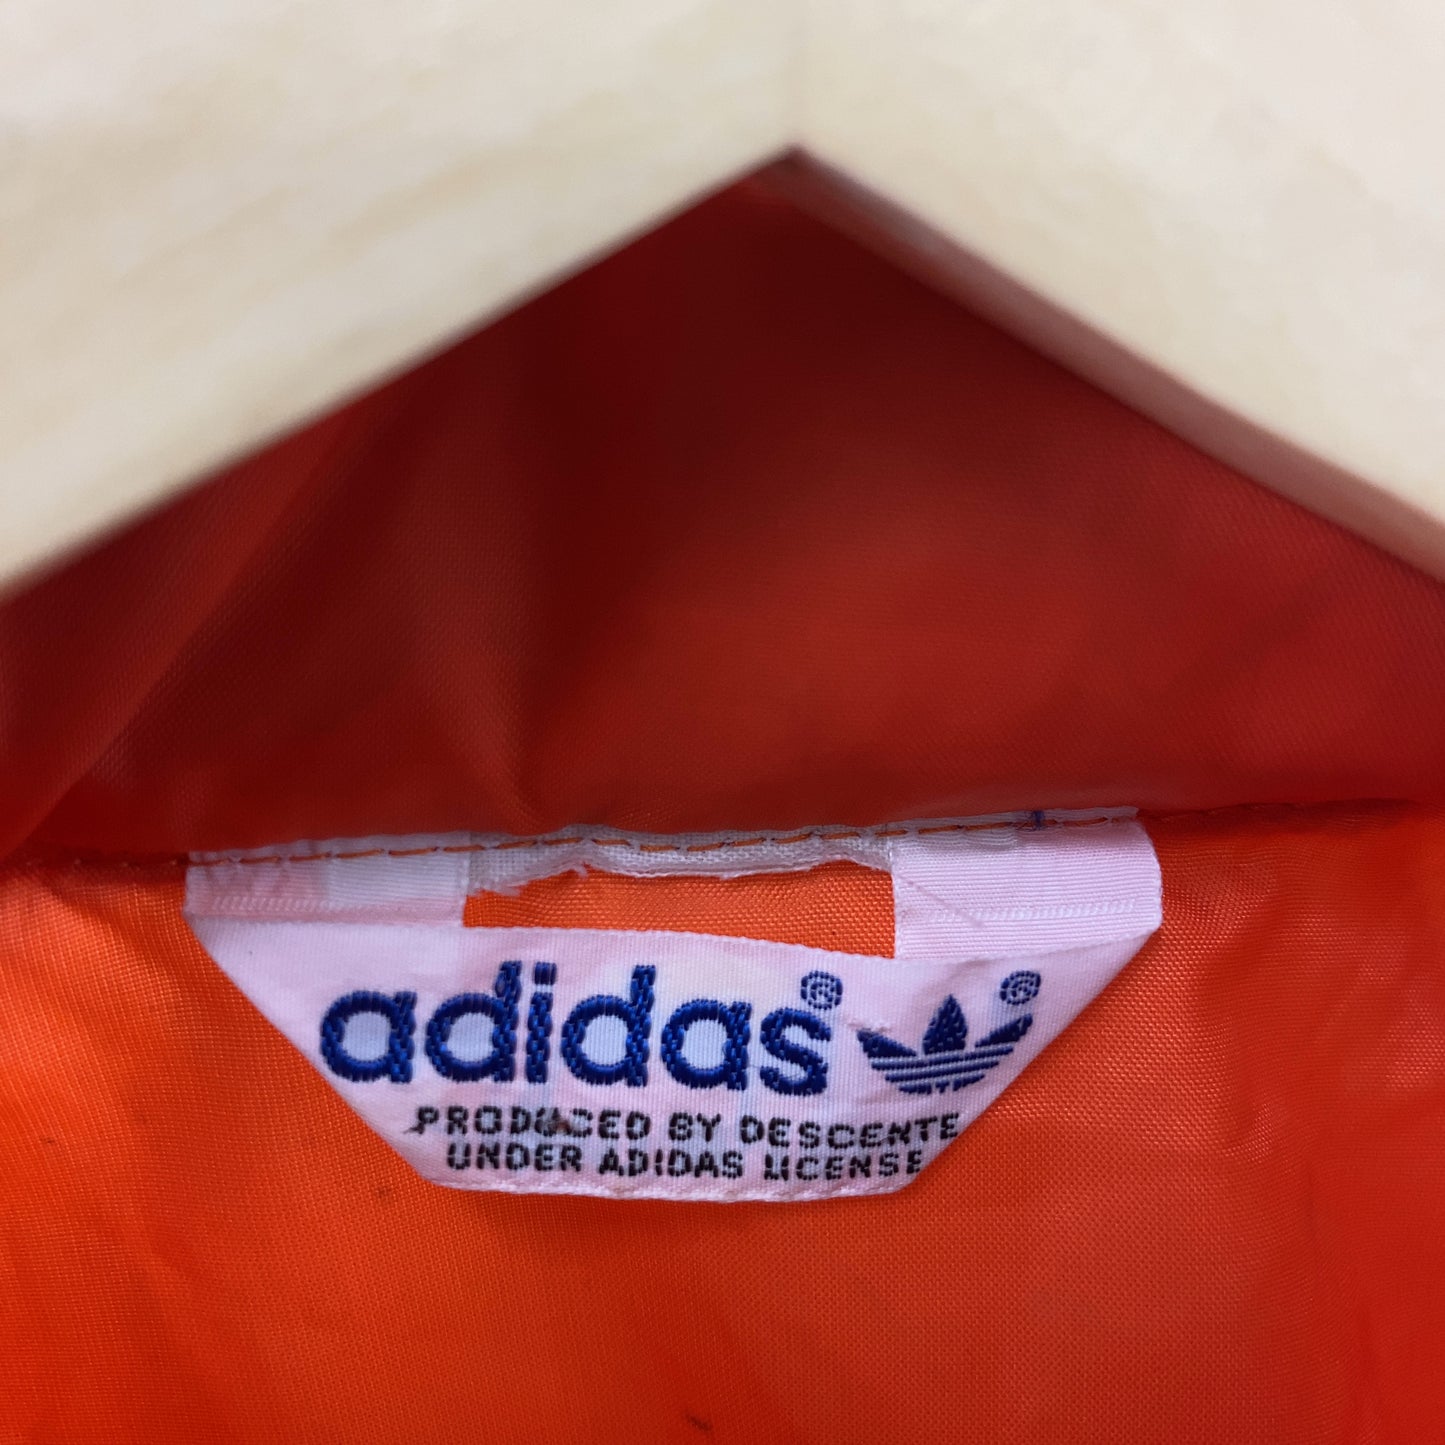 adidas® ®
PRODUCED BY DESCENTE
UNDER ADIDAS LICENSE